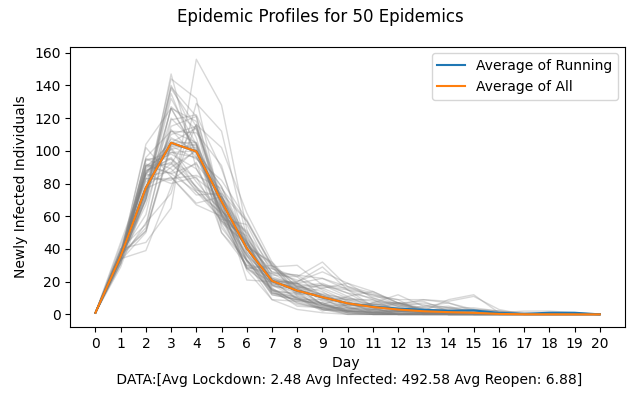 Epidemic Profiles for 50 Epidemics
160
140
120
100
80
60
40
20
0
Newly Infected Individuals
Average of Running
Average of All
0 1 2 3 4 5 6 7 8 9 10 11 12 13 14 15 16 17 18 19 20
Day
DATA:[Avg Lockdown: 2.48 Avg Infected: 492.58 Avg Reopen: 6.88]